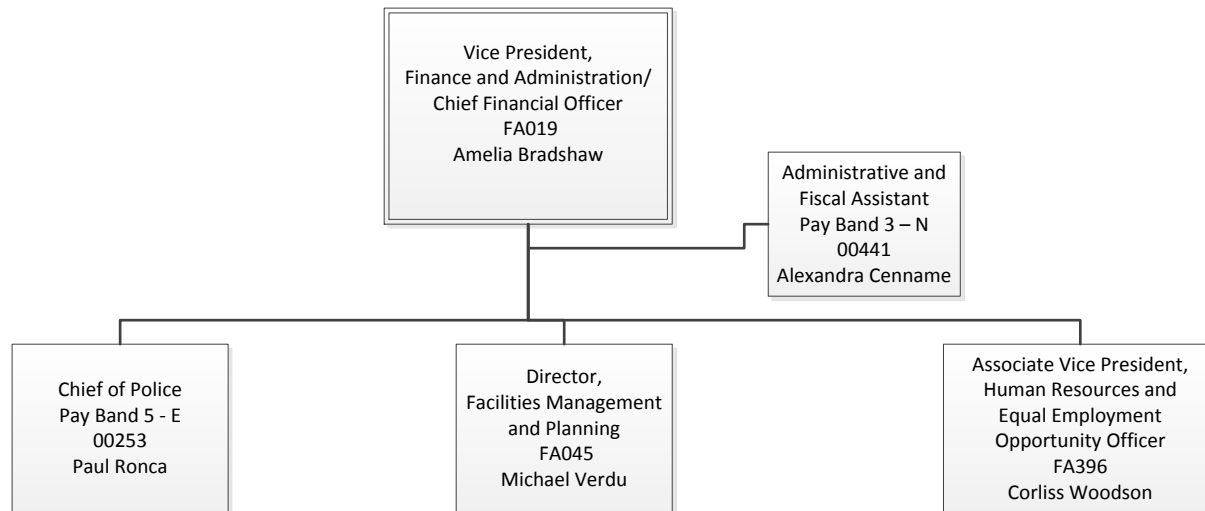 Vice President,
Finance and Administration/
Chief Financial Officer
FA019
Amelia Bradshaw
Administrative and
Fiscal Assistant
Pay Band 3 – N
00441
Alexandra Cenname
Chief of Police
Pay Band 5 - E
00253
Paul Ronca
Director,
Facilities Management
and Planning
FA045
Michael Verdu
Associate Vice President,
Human Resources and
Equal Employment
Opportunity Officer
FA396
Corliss Woodson